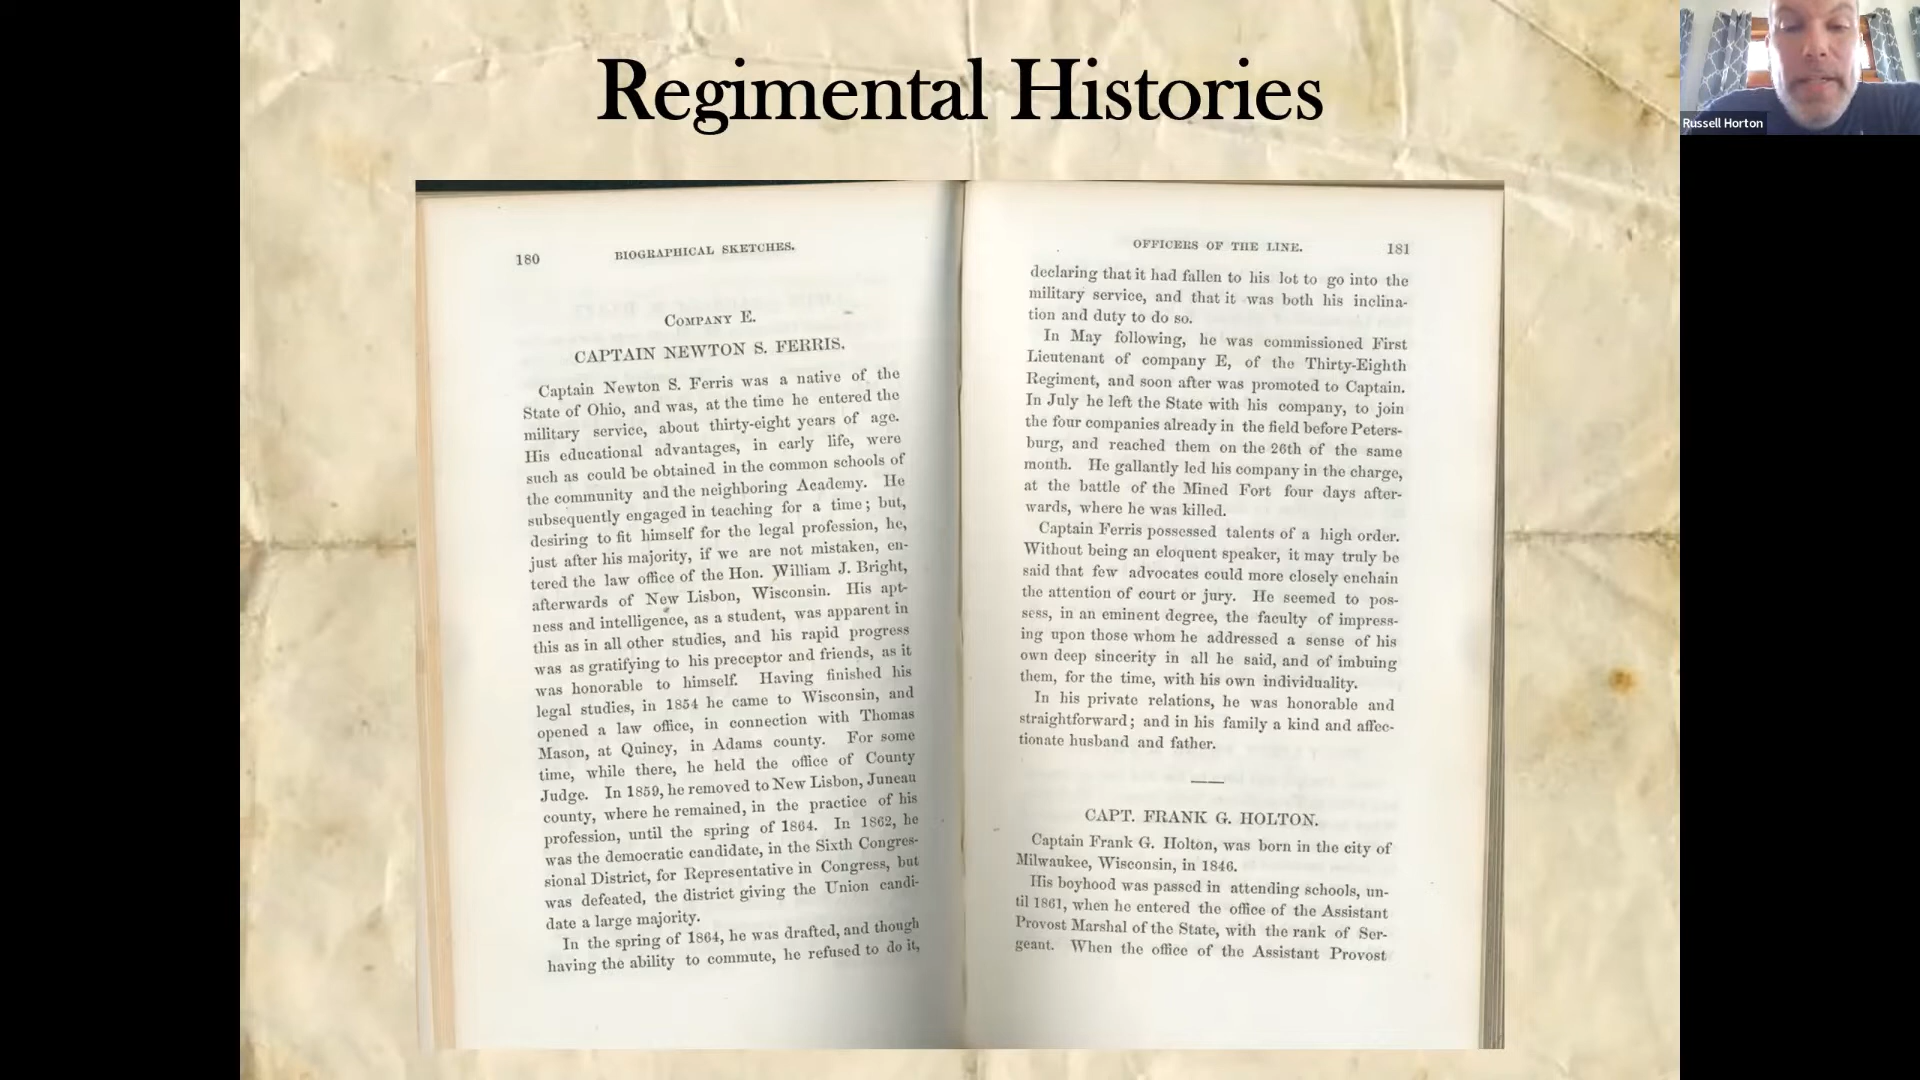 Regimental Histories
Russell Horton
180 BIOGRAPHICAL SKETCHES.
COMPANY E.
CAPTAIN NEWTON S. FERRIS.
Captain Newton S. Ferris was a native of the
State of Ohio, and was, at the time he entered the
military service, about thirty-eight years of age.
His educational advantages, in early life, were
such as could be obtained in the common schools of
the community and the neighboring Academy. He
subsequently engaged in teaching for a time; but,
desiring to fit himself for the legal profession, he,
just after his majority, if we are not mistaken, en-
tered the law office of the Hon. William J. Bright,
afterwards of New Lisbon, Wisconsin. His apt-
ness and intelligence, as a student, was apparent in
this as in all other studies, and his rapid progress
was as gratifying to his preceptor and friends, as it
was honorable to himself. Having finished his
legal studies, in 1854 he came to Wisconsin, and
opened a law office, in connection with Thomas
Mason, at Quincy, in Adams county. For some
time, while there, he held the office of County
Judge. In 1859, he removed to New Lisbon, Juneau
county, where he remained, in the practice of his
profession, until the spring of 1864. In 1862, he
was the democratic candidate, in the Sixth Congres-
sional District, for Representative in Congress, but
was defeated, the district giving the Union candi-
date a large majority.
In the spring of 1864, he was drafted, and though
having the ability to commute, he refused to do it,
OFFICERS OF THE LINE. 181
declaring that it had fallen to his lot to go into the
military service, and that it was both his inclina-
tion and duty to do so.
In May following, he was commissioned First
Lieutenant of company E, of the Thirty-Eighth
Regiment, and soon after was promoted to Captain.
In July he left the State with his company, to join
the four companies already in the field before Peters-
burg, and reached them on the 26th of the same
month. He gallantly led his company in the charge,
at the battle of the Mined Fort four days after-
wards, where he was killed.
Captain Ferris possessed talents of a high order.
Without being an eloquent speaker, it may truly be
said that few advocates could more closely enchain
the attention of court or jury. He seemed to pos-
sess, in an eminent degree, the faculty of impress-
ing upon those whom he addressed a sense of his
own deep sincerity in all he said, and of imbuing
them, for the time, with his own individuality.
In his private relations, he was honorable and
straightforward; and in his family a kind and affec-
tionate husband and father.
CAPT. FRANK G. HOLTON.
Captain Frank G. Holton, was born in the city of
Milwaukee, Wisconsin, in 1846.
His boyhood was passed in attending schools, un-
til 1861, when he entered the office of the Assistant
Provost Marshal of the State, with the rank of Ser-
geant. When the office of the Assistant Provost